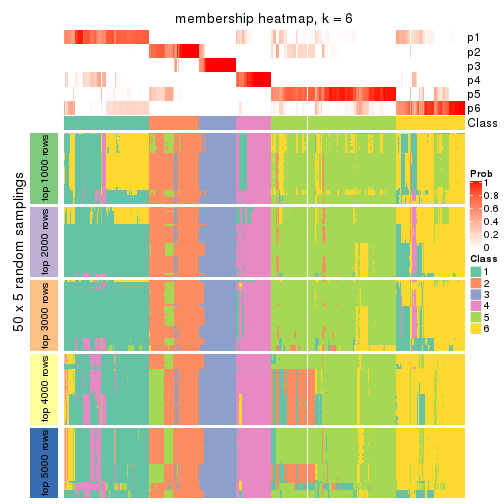 membership heatmap, k = 6
p1
p2
p3
p4
p5
p6
Class
50 x 5 random samplings
top 1000 rows
top 2000 rows
top 3000 rows
top 4000 rows
top 5000 rows
Prob
1
0.8
0.6
0.4
0.2
0
Class
1
2
3
4
5
6